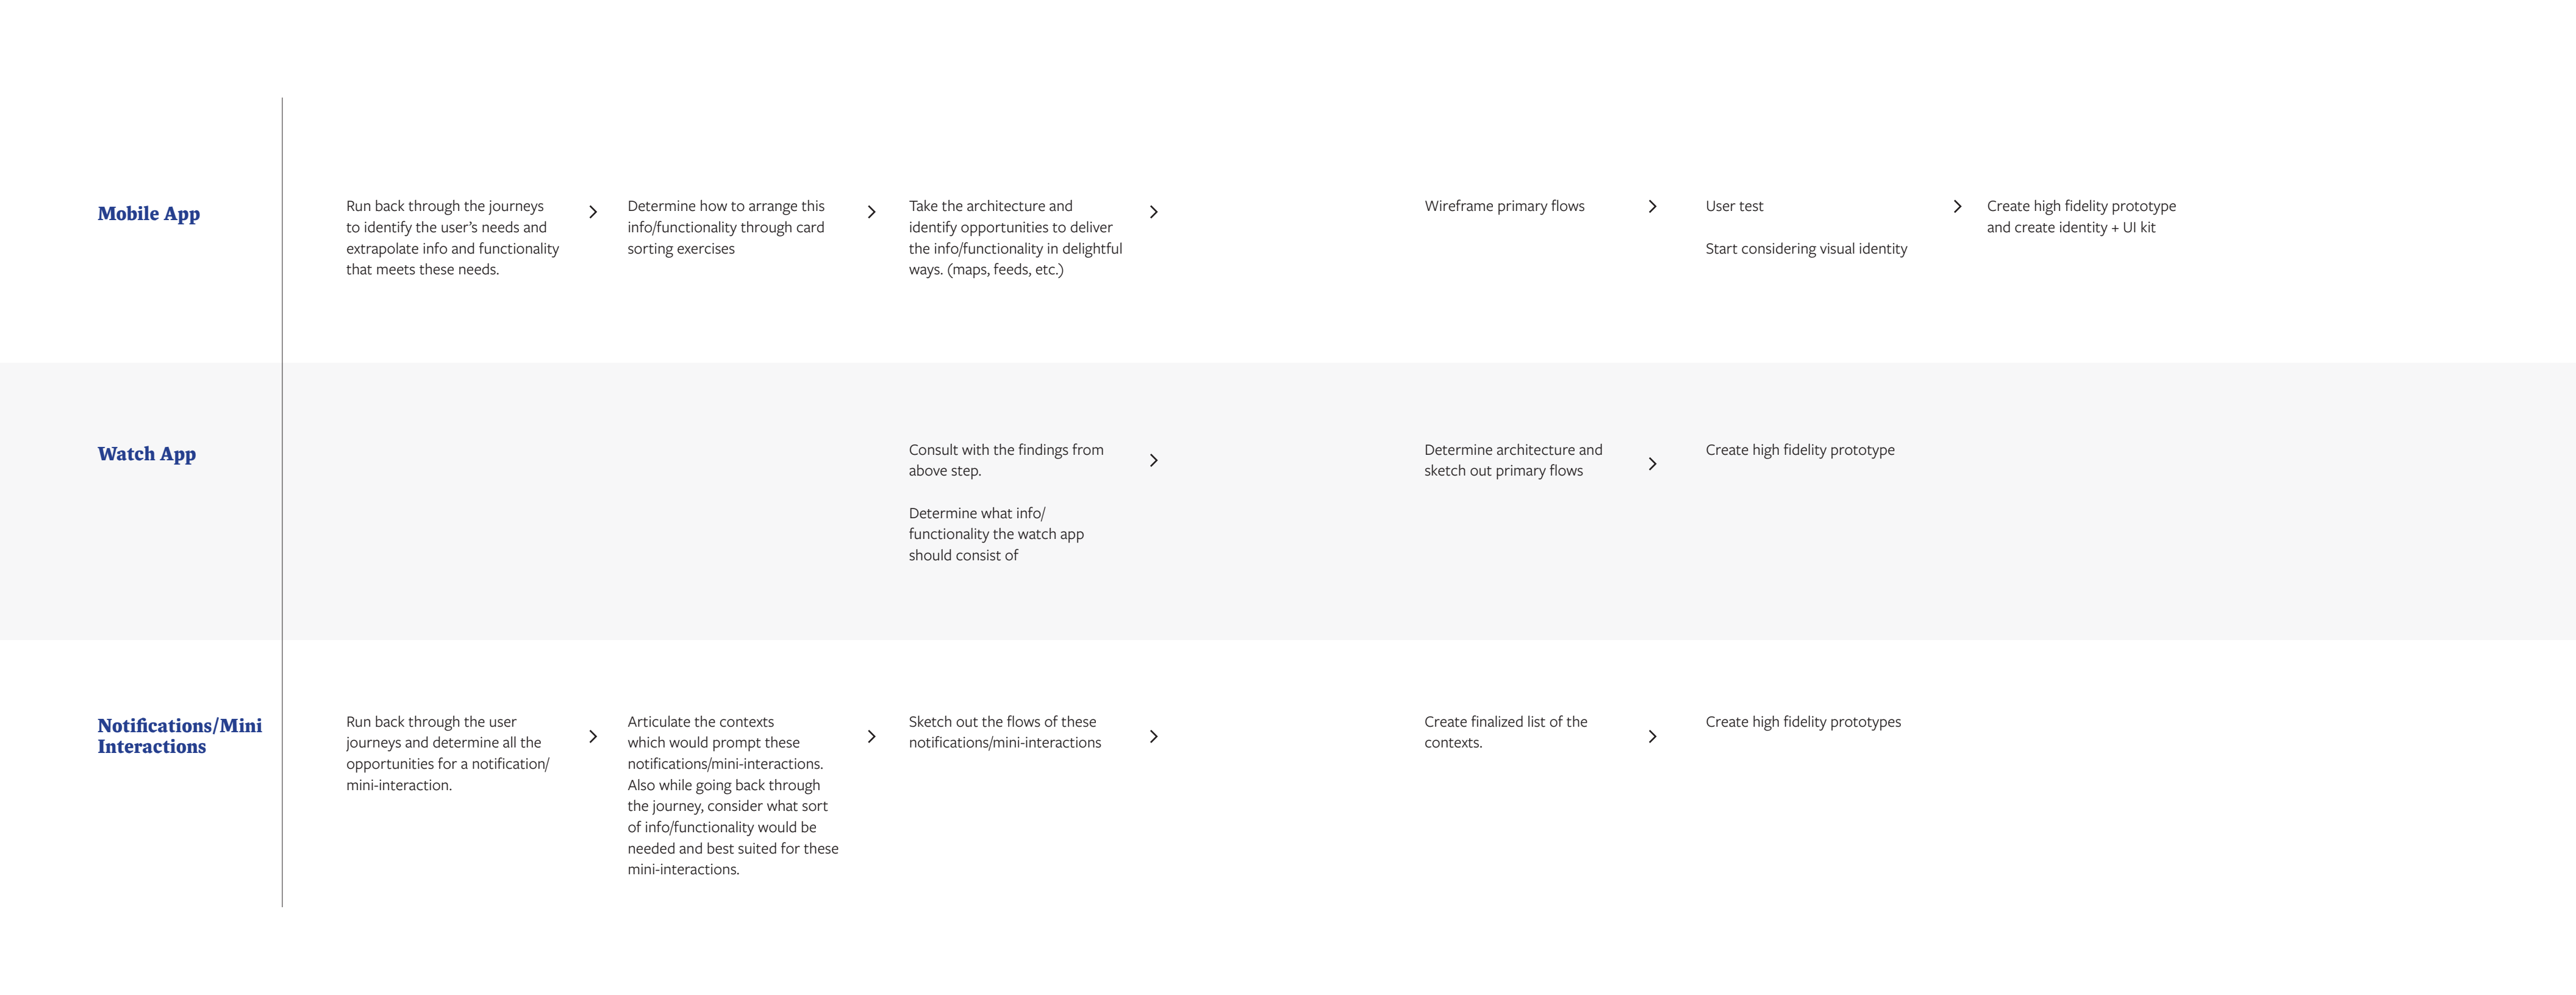 Mobile App
Run back through the journeys
to identify the user’s needs and
extrapolate info and functionality
that meets these needs.
Determine how to arrange this
info/functionality through card
sorting exercises
Take the architecture and
identify opportunities to deliver
the info/functionality in delightful
ways. (maps, feeds, etc.)
Wireframe primary flows
User test
Start considering visual identity
Create high fidelity prototype
and create identity + UI kit
Watch App
Consult with the findings from
above step.
Determine what info/
functionality the watch app
should consist of
Determine architecture and
sketch out primary flows
Create high fidelity prototype
Notifications/Mini
Interactions
Run back through the user
journeys and determine all the
opportunities for a notification/
mini-interaction.
Articulate the contexts
which would prompt these
notifications/mini-interactions.
Also while going back through
the journey, consider what sort
of info/functionality would be
needed and best suited for these
mini-interactions.
Sketch out the flows of these
notifications/mini-interactions
Create finalized list of the
contexts.
Create high fidelity prototypes